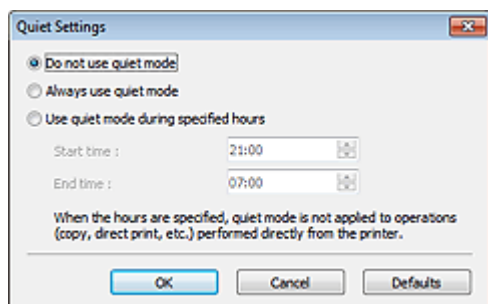 Quiet Settings
Do not use quiet mode
Always use quiet mode
Use quiet mode during specified hours
Start time : 21:00
End time : 07:00
When the hours are specified, quiet mode is not applied to operations
(copy, direct print, etc.) performed directly from the printer.
OK Cancel Defaults